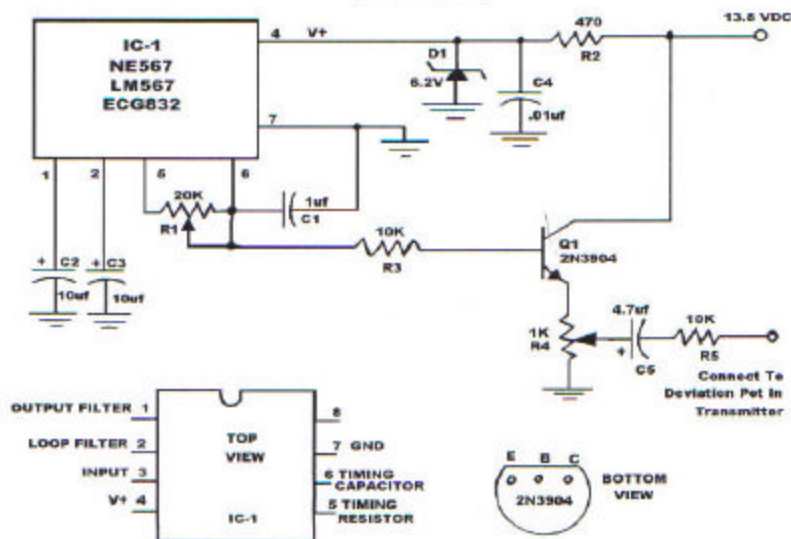 13.8 VDC
470
R2
4
V+
IC-1
NE567
LM567
ECG832
D1
6.2V
C4
.01uf
7
1
2
5
6
20K
R1
1uf
C1
10K
R3
Q1
2N3904
+
C2
10uf
+
C3
10uf
1K
R4
4.7uf
+
C5
10K
R5
Connect To
Deviation Pot In
Transmitter
OUTPUT FILTER 1
LOOP FILTER 2
INPUT 3
V+ 4
TOP
VIEW
IC-1
8
7 GND
6 TIMING
CAPACITOR
5 TIMING
RESISTOR
E B C
2N3904
BOTTOM
VIEW